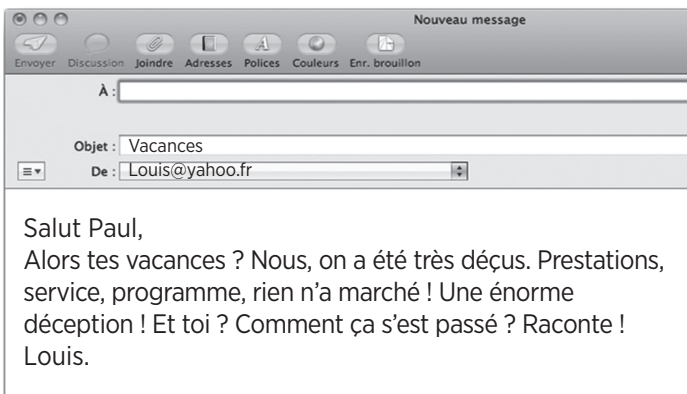 Nouveau message
Envoyer Discussion Joindre Adresses Polices Couleurs Enr. brouillon
À :
Objet : Vacances
De : Louis@yahoo.fr
Salut Paul,
Alors tes vacances ? Nous, on a été très déçus. Prestations,
service, programme, rien n'a marché ! Une énorme
déception ! Et toi ? Comment ça s'est passé ? Raconte !
Louis.